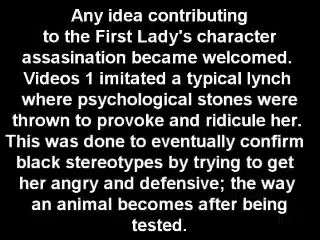 Any idea contributing
to the First Lady's character
assasination became welcomed.
Videos 1 imitated a typical lynch
where psychological stones were
thrown to provoke and ridicule her.
This was done to eventually confirm
black stereotypes by trying to get
her angry and defensive; the way
an animal becomes after being
tested.